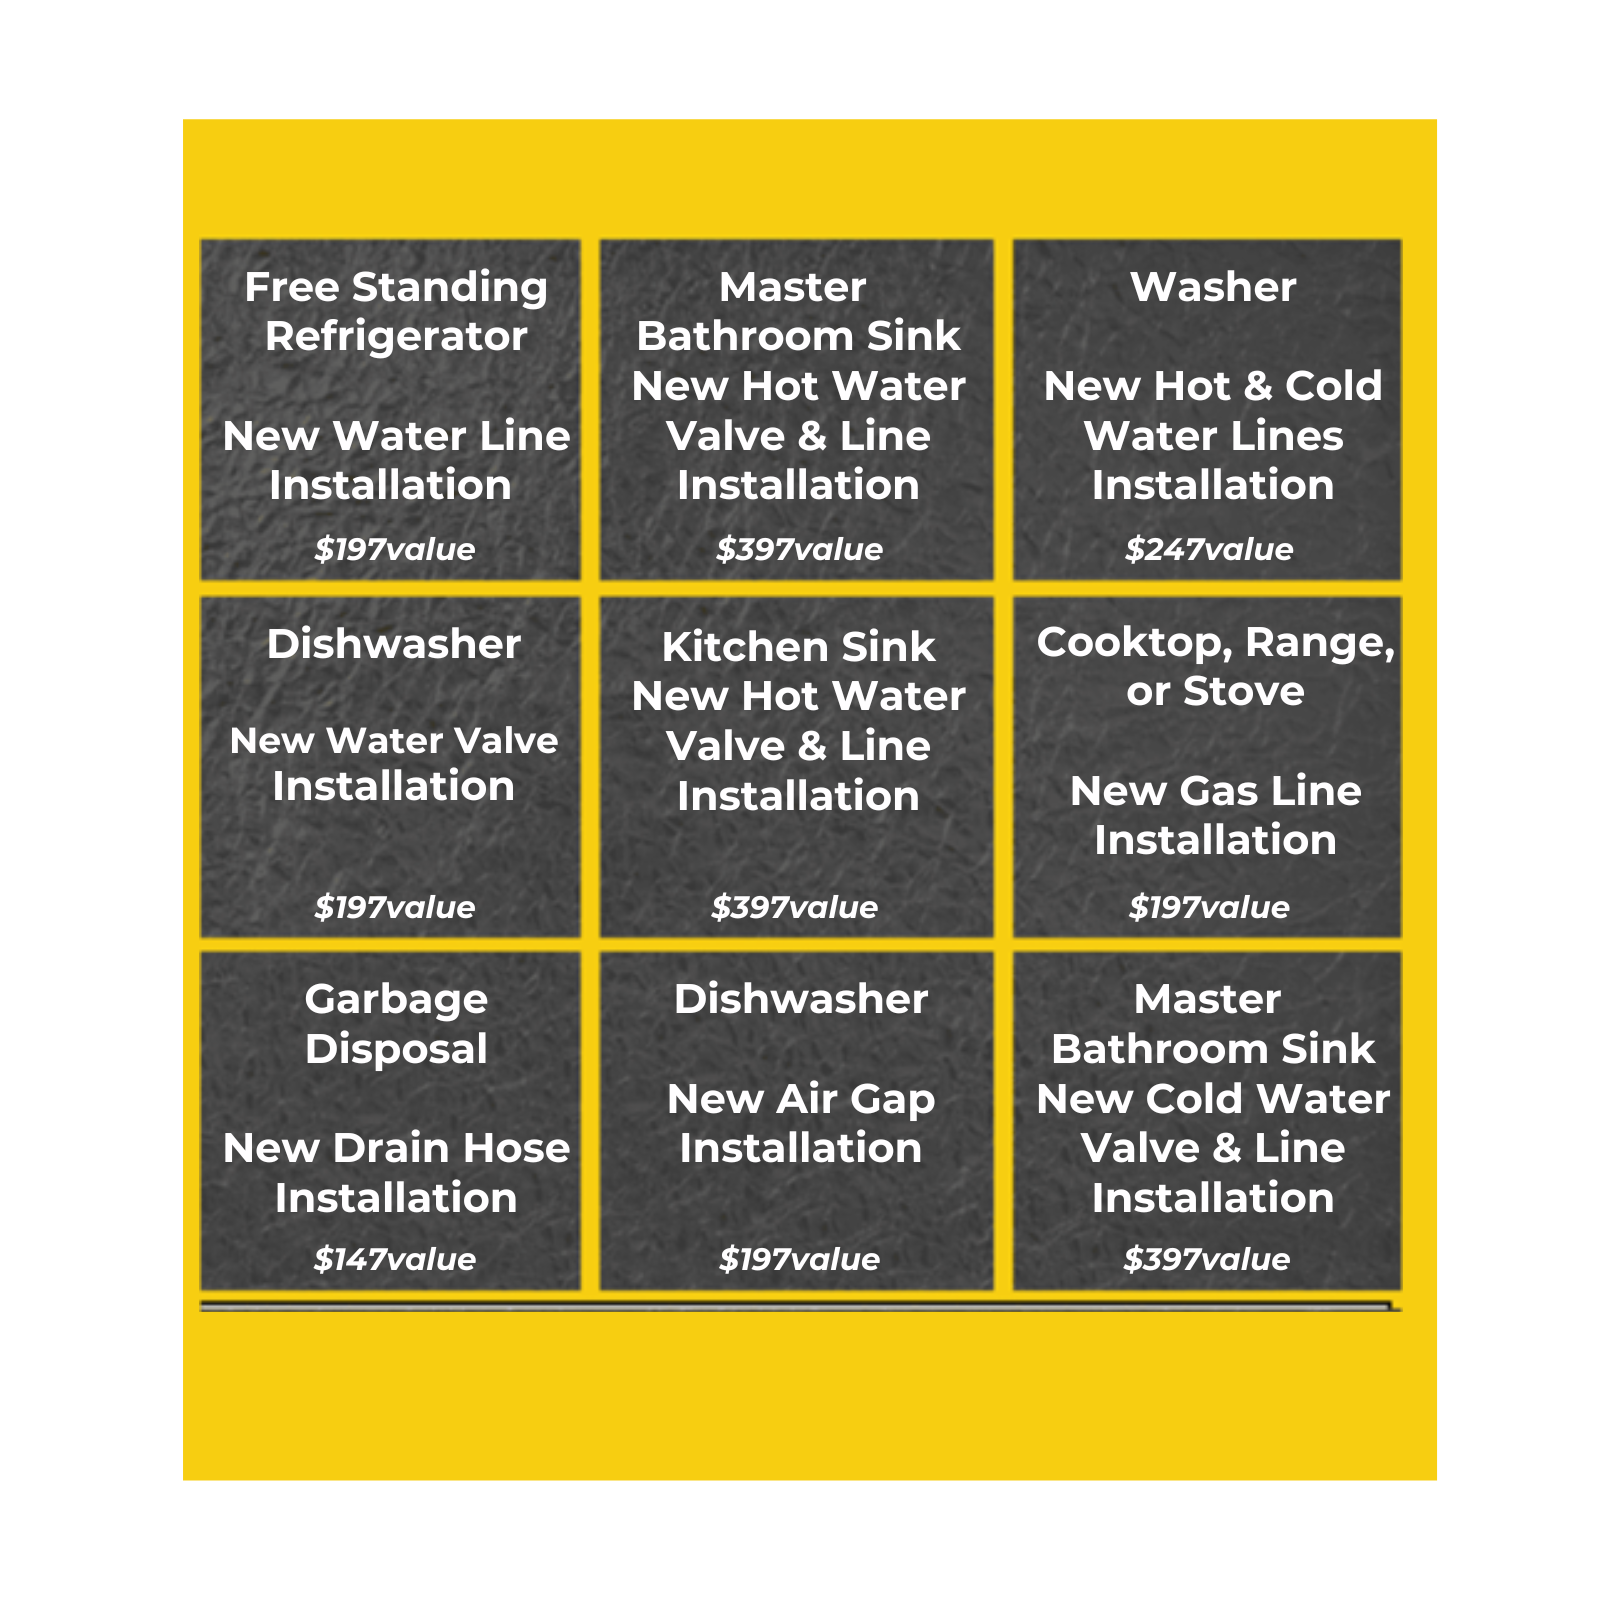 Free Standing
Refrigerator
New Water Line
Installation
$197value
Master
Bathroom Sink
New Hot Water
Valve & Line
Installation
$397value
Washer
New Hot & Cold
Water Lines
Installation
$247value
Dishwasher
New Water Valve
Installation
$197value
Kitchen Sink
New Hot Water
Valve & Line
Installation
$397value
Cooktop, Range,
or Stove
New Gas Line
Installation
$197value
Garbage
Disposal
New Drain Hose
Installation
$147value
Dishwasher
New Air Gap
Installation
$197value
Master
Bathroom Sink
New Cold Water
Valve & Line
Installation
$397value